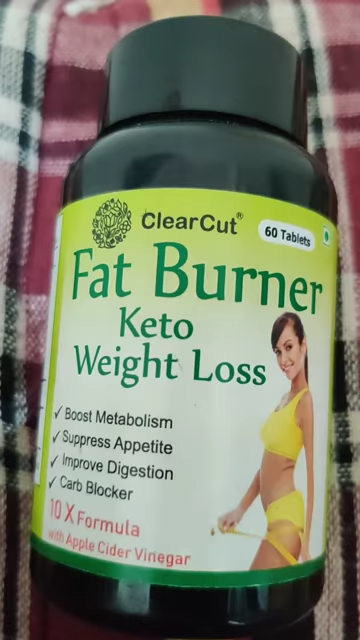 ClearCut®
60 Tablets
Fat Burner
Keto
Weight Loss
✓ Boost Metabolism
✓ Suppress Appetite
✓ Improve Digestion
✓ Carb Blocker
10 X Formula
with Apple Cider Vinegar